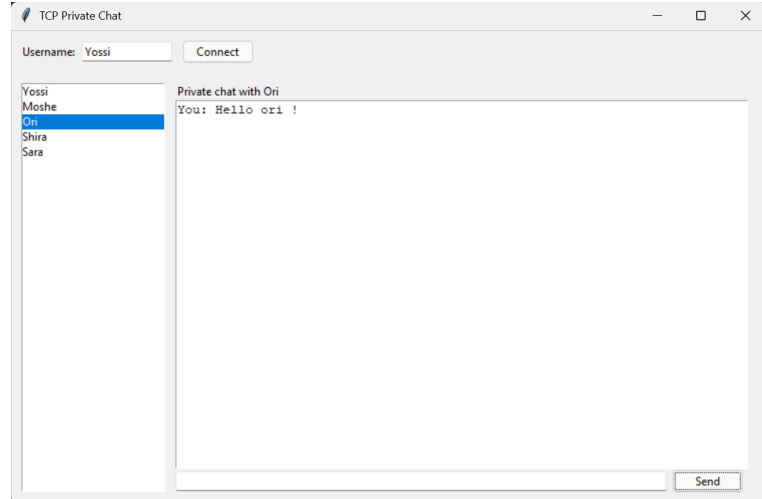 TCP Private Chat
Username: Yossi Connect
Yossi
Moshe
Ori
Shira
Sara
Private chat with Ori
You: Hello ori !
Send